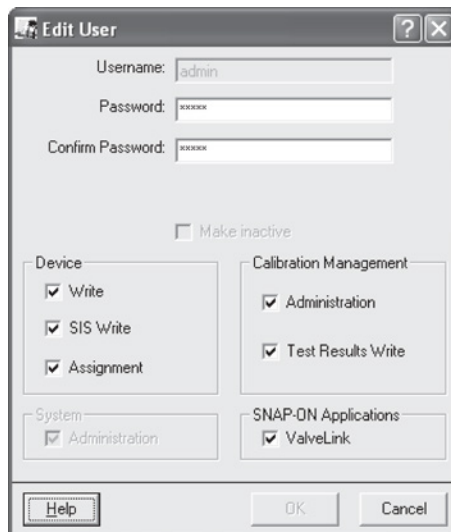 Edit User
Username: admin
Password: *****
Confirm Password: *****
Make inactive
Device
Write
SIS Write
Assignment
Calibration Management
Administration
Test Results Write
System
Administration
SNAP-ON Applications
ValveLink
Help
OK
Cancel